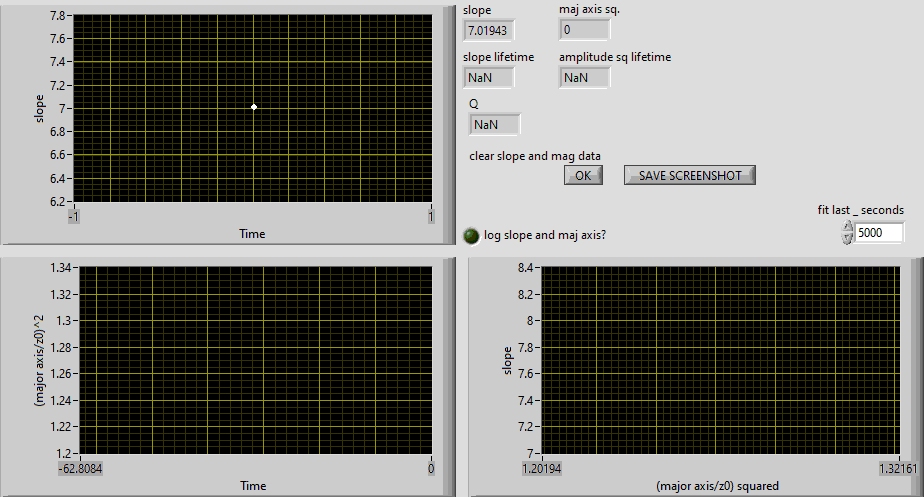 slope
7.01943
maj axis sq.
0
slope lifetime
NaN
amplitude sq lifetime
NaN
Q
NaN
clear slope and mag data
OK
SAVE SCREENSHOT
fit last _ seconds
5000
log slope and maj axis?
slope
7.8
7.6
7.4
7.2
7
6.8
6.6
6.4
6.2
-1
1
Time
(major axis/z0)^2
1.34
1.32
1.3
1.28
1.26
1.24
1.22
1.2
-62.8084
0
Time
slope
8.4
8.2
8
7.8
7.6
7.4
7.2
7
1.20194
1.32161
(major axis/z0) squared